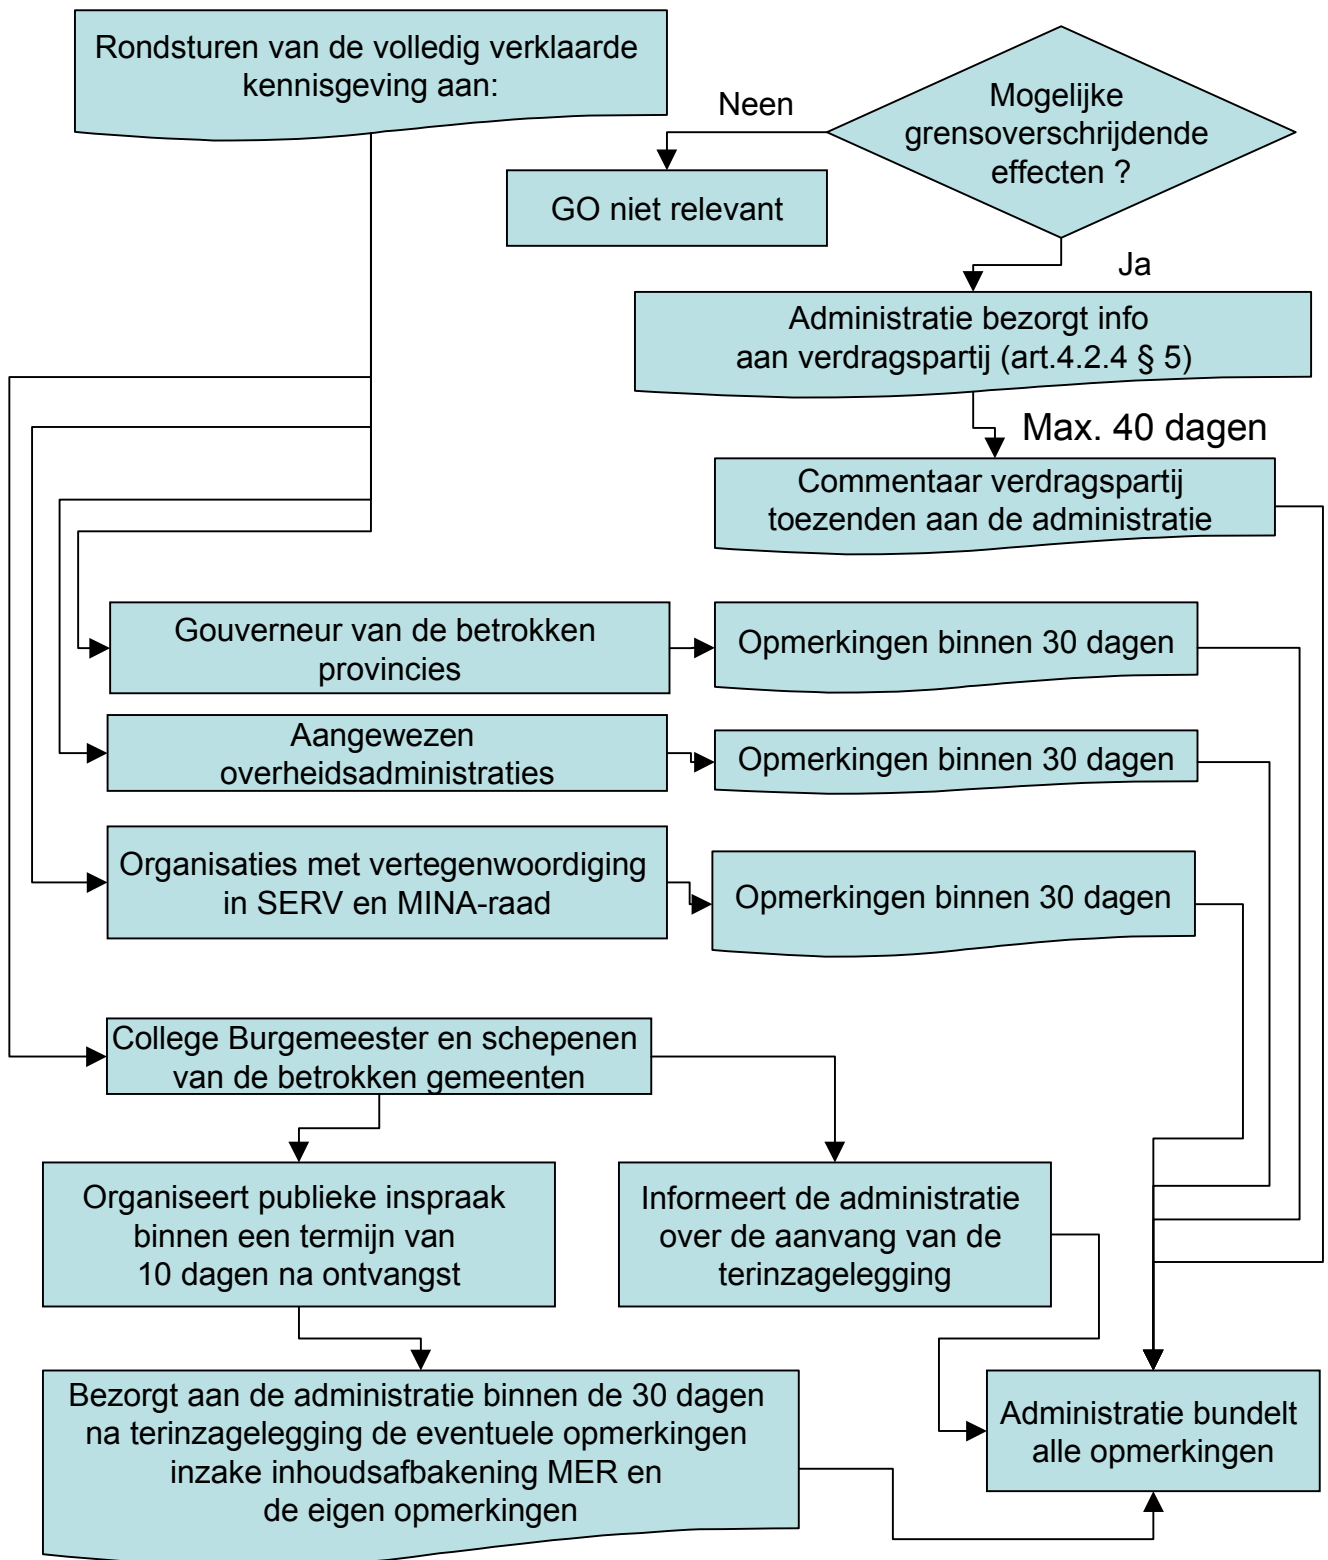 Rondsturen van de volledig verklaarde
kennisgeving aan:
Mogelijke
grensoverschrijdende
effecten ?
Neen
GO niet relevant
Ja
Administratie bezorgt info
aan verdragspartij (art.4.2.4 § 5)
Max. 40 dagen
Commentaar verdragspartij
toezenden aan de administratie
Gouverneur van de betrokken
provincies
Opmerkingen binnen 30 dagen
Aangewezen
overheidsadministraties
Opmerkingen binnen 30 dagen
Organisaties met vertegenwoordiging
in SERV en MINA-raad
Opmerkingen binnen 30 dagen
College Burgemeester en schepenen
van de betrokken gemeenten
Organiseert publieke inspraak
binnen een termijn van
10 dagen na ontvangst
Informeert de administratie
over de aanvang van de
terinzagelegging
Bezorgt aan de administratie binnen de 30 dagen
na terinzagelegging de eventuele opmerkingen
inzake inhoudsafbakening MER en
de eigen opmerkingen
Administratie bundelt
alle opmerkingen